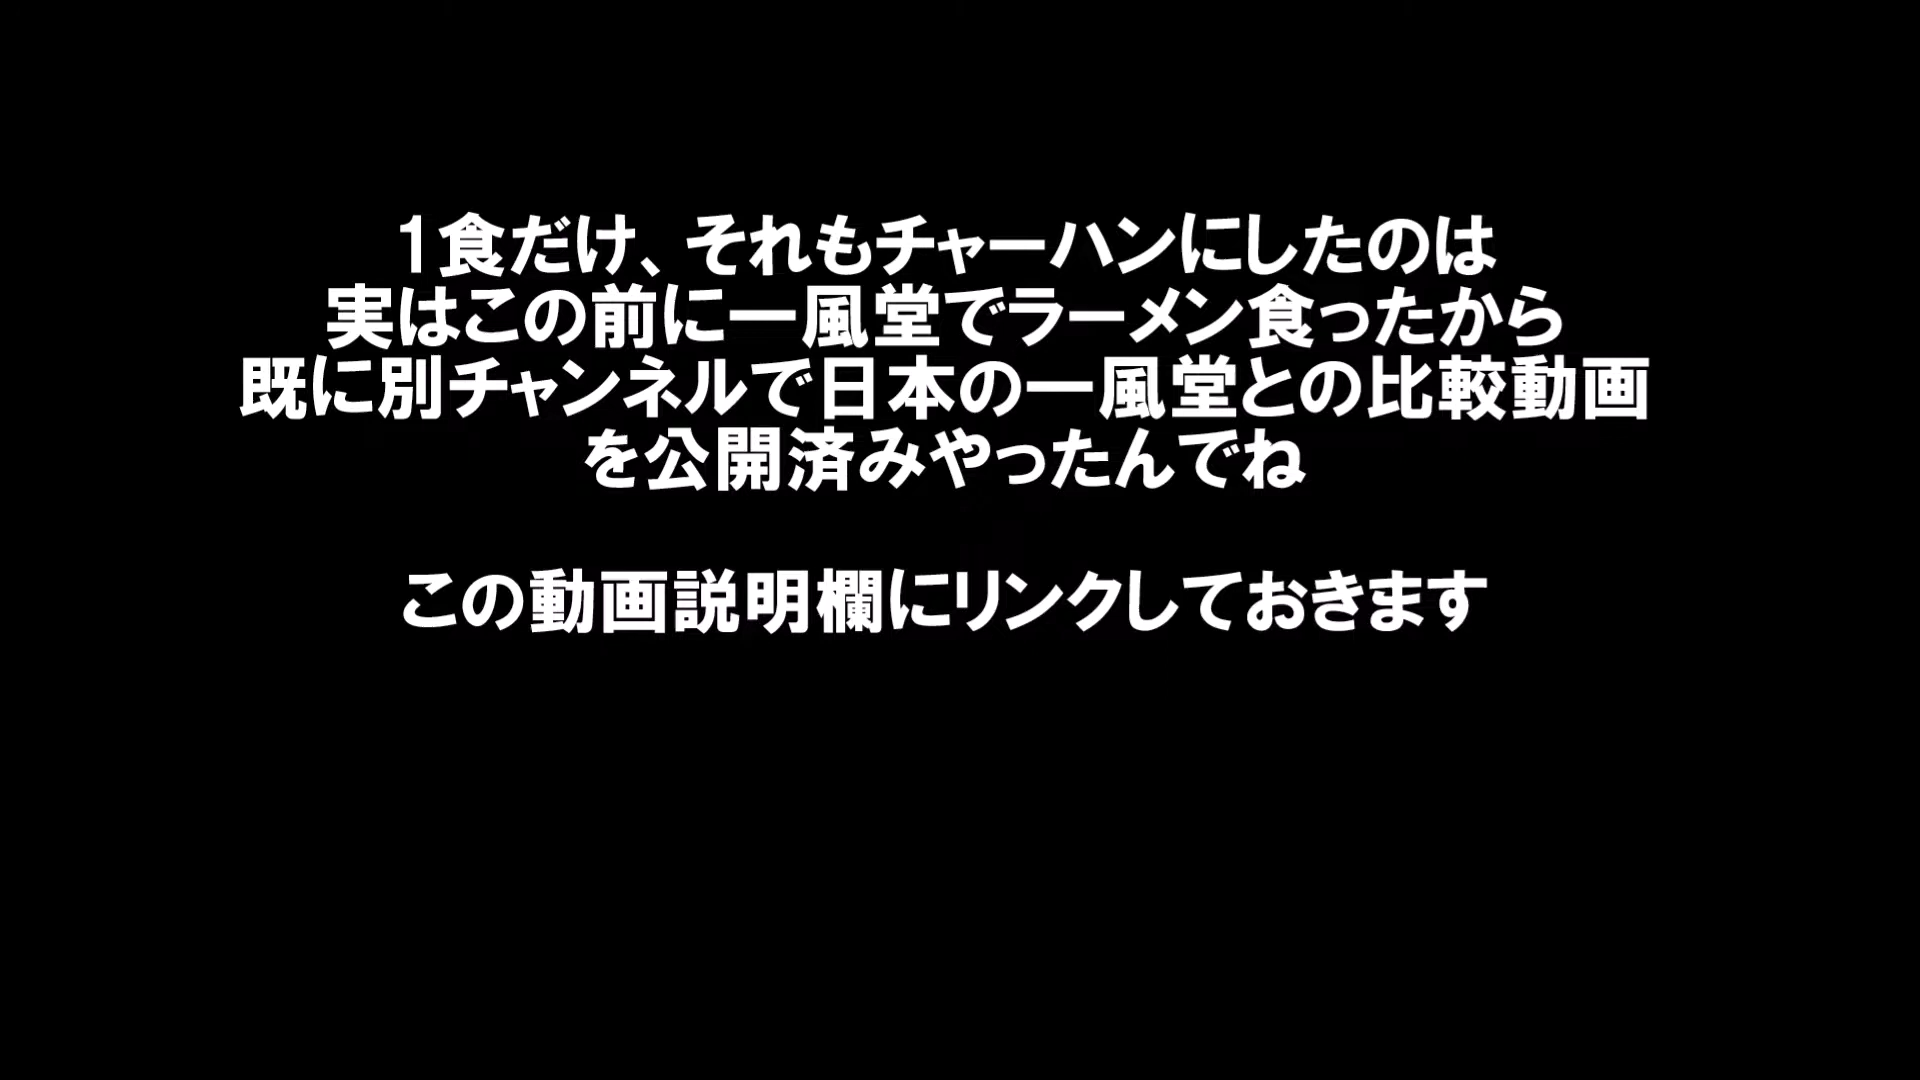 1食だけ、それもチャーハンにしたのは
実はこの前に一風堂でラーメン食ったから
既に別チャンネルで日本の一風堂との比較動画
を公開済みやったんでね
この動画説明欄にリンクしておきます